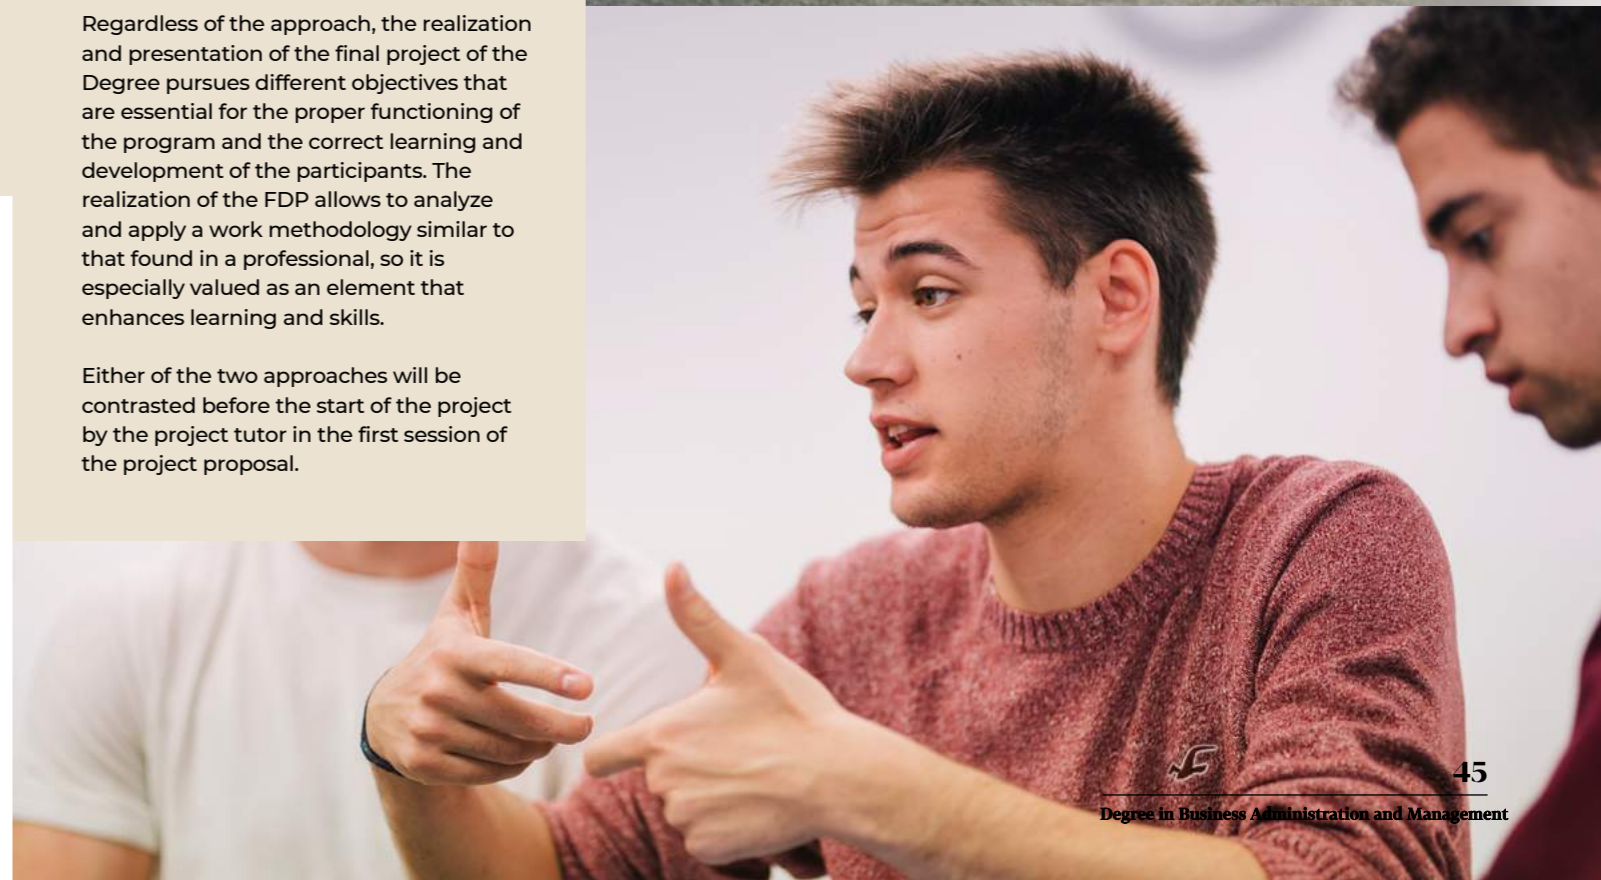 Regardless of the approach, the realization
and presentation of the final project of the
Degree pursues different objectives that
are essential for the proper functioning of
the program and the correct learning and
development of the participants. The
realization of the FDP allows to analyze
and apply a work methodology similar to
that found in a professional, so it is
especially valued as an element that
enhances learning and skills.
Either of the two approaches will be
contrasted before the start of the project
by the project tutor in the first session of
the project proposal.
45
Degree in Business Administration and Management